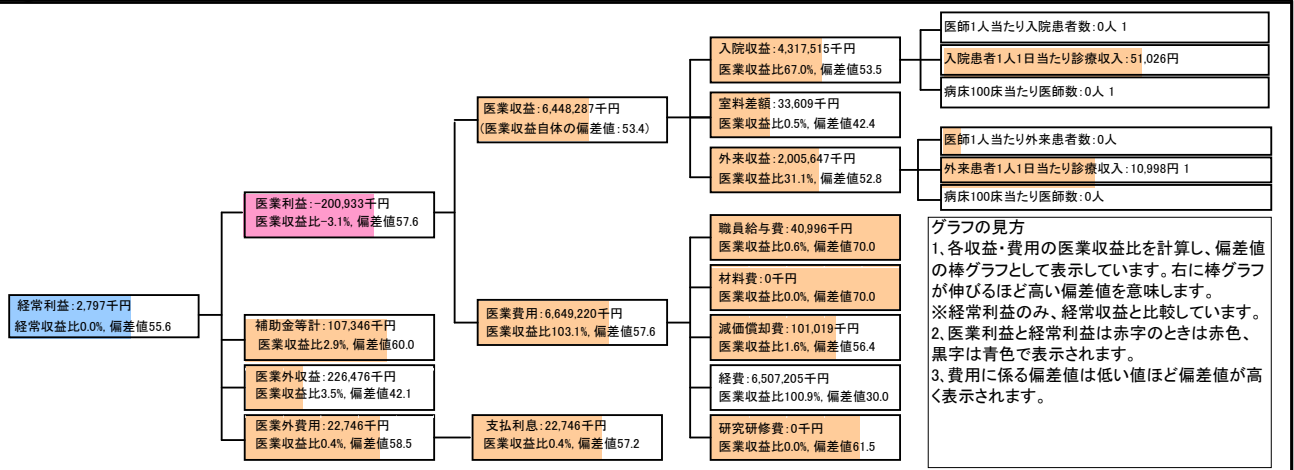 経常利益:2,797千円
経常収益比0.0%, 偏差値55.6
医業利益:-200,933千円
医業収益比-3.1%, 偏差値57.6
補助金等計:107,346千円
医業収益比2.9%, 偏差値60.0
医業外収益:226,476千円
医業収益比3.5%, 偏差値42.1
医業外費用:22,746千円
医業収益比0.4%, 偏差値58.5
医業収益:6,448,287千円
(医業収益自体の偏差値:53.4)
医業費用:6,649,220千円
医業収益比103.1%, 偏差値57.6
支払利息:22,746千円
医業収益比0.4%, 偏差値57.2
入院収益:4,317,515千円
医業収益比67.0%, 偏差値53.5
室料差額:33,609千円
医業収益比0.5%, 偏差値42.4
外来収益:2,005,647千円
医業収益比31.1%, 偏差値52.8
職員給与費:40,996千円
医業収益比0.6%, 偏差値70.0
材料費:0千円
医業収益比0.0%, 偏差値70.0
減価償却費:101,019千円
医業収益比1.6%, 偏差値56.4
経費:6,507,205千円
医業収益比100.9%, 偏差値30.0
研究研修費:0千円
医業収益比0.0%, 偏差値61.5
医師1人当たり入院患者数:0人 1
入院患者1人1日当たり診療収入:51,026円
病床100床当たり医師数:0人 1
医師1人当たり外来患者数:0人
外来患者1人1日当たり診療収入:10,998円 1
病床100床当たり医師数:0人
グラフの見方
1、各収益・費用の医業収益比を計算し、偏差値
の棒グラフとして表示しています。右に棒グラフ
が伸びるほど高い偏差値を意味します。
※経常利益のみ、経常収益と比較しています。
2、医業利益と経常利益は赤字のときは赤色、
黒字は青色で表示されます。
3、費用に係る偏差値は低い値ほど偏差値が高
く表示されます。